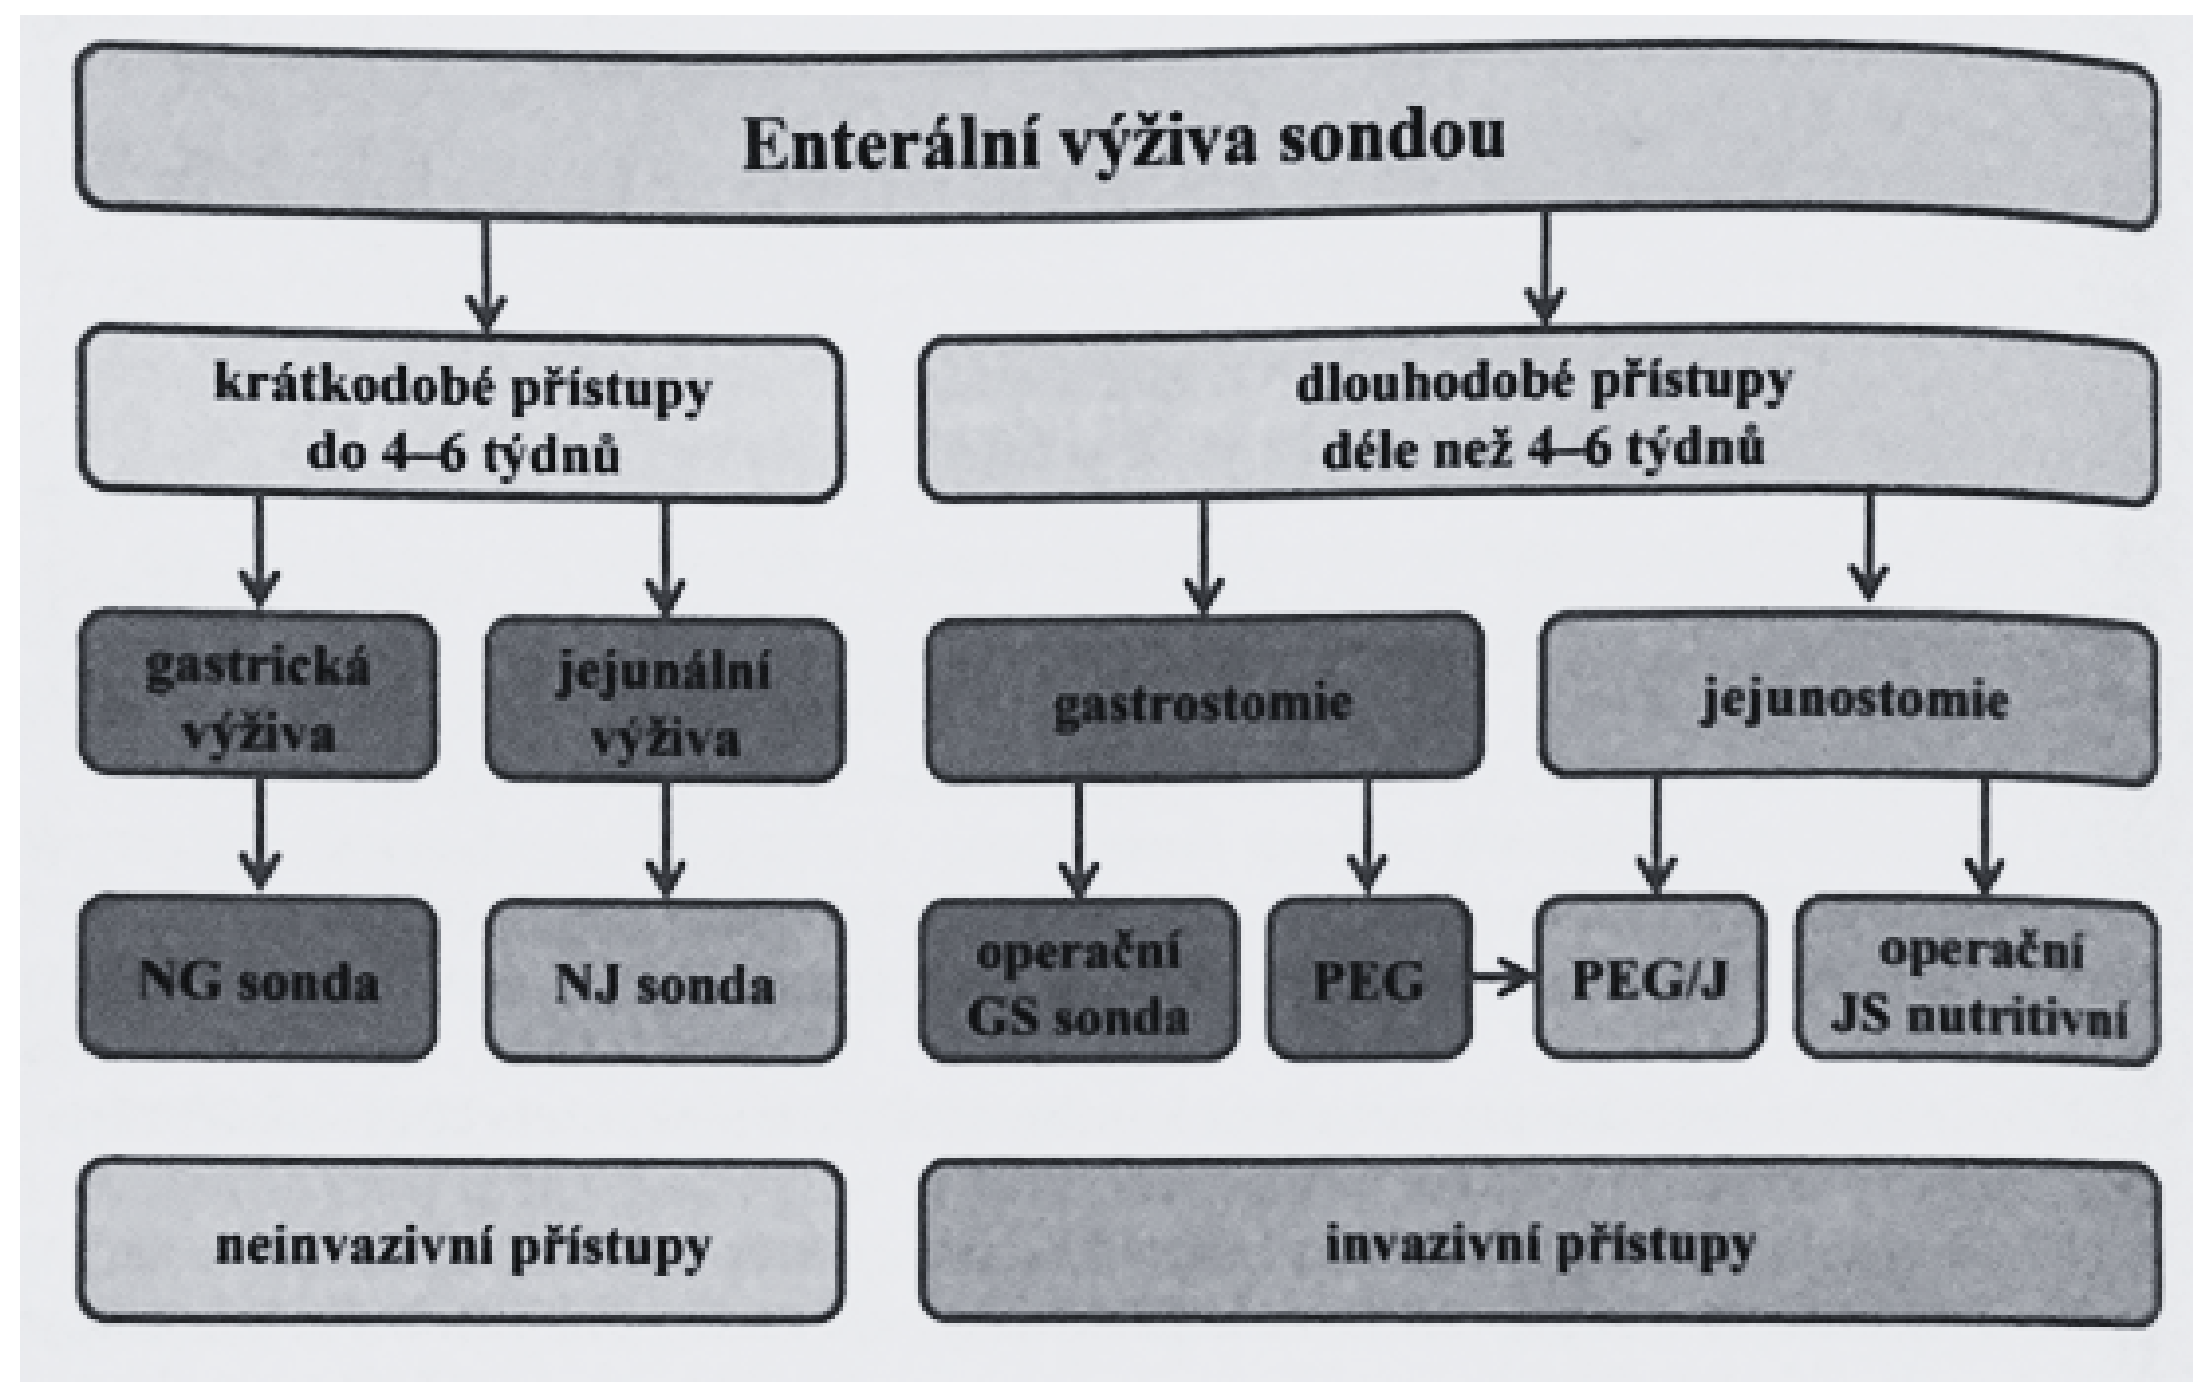 Enterální výživa sondou
krátkodobé přístupy
do 4–6 týdnů
dlouhodobé přístupy
déle než 4–6 týdnů
gastrická
výživa
jejunální
výživa
gastrostomie
jejunostomie
NG sonda
NJ sonda
operační
GS sonda
PEG
PEG/J
operační
JS nutritivní
neinvazivní přístupy
invazivní přístupy